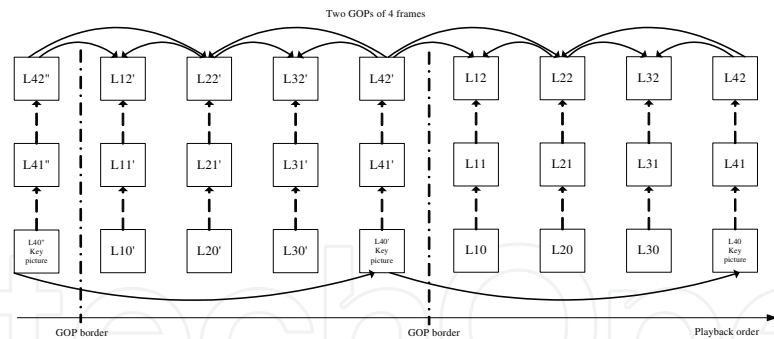 Two GOPs of 4 frames
L42" L12' L22' L32' L42' L12 L22 L32 L42
L41" L11' L21' L31' L41' L11 L21 L31 L41
L40"
Key
picture
L10' L20' L30'
L40'
Key
picture
L10 L20 L30
L40
Key
picture
GOP border GOP border Playback order